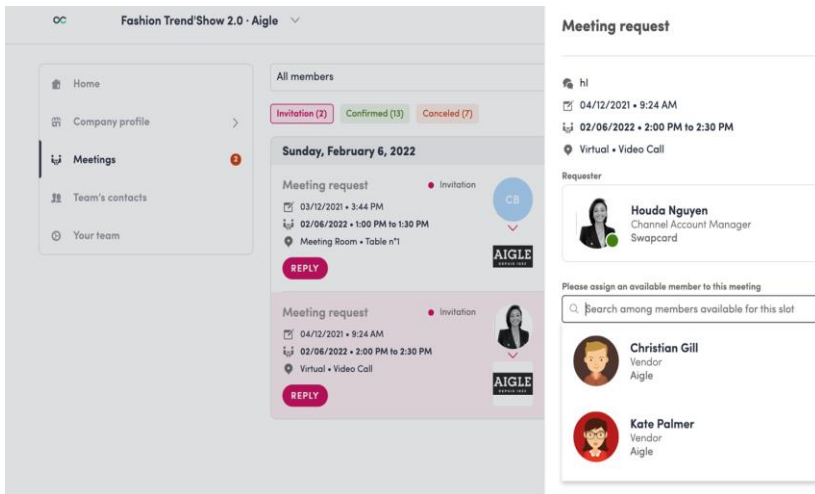 Fashion Trend'Show 2.0 · Aigle
Home
Company profile
Meetings
2
Team's contacts
Your team
All members
Invitation (2)
Confirmed (13)
Canceled (7)
Sunday, February 6, 2022
Meeting request
Invitation
03/12/2021 • 3:44 PM
02/06/2022 • 1:00 PM to 1:30 PM
Meeting Room • Table n°1
REPLY
CB
AIGLE
DEPUIS 1853
Meeting request
Invitation
04/12/2021 • 9:24 AM
02/06/2022 • 2:00 PM to 2:30 PM
Virtual • Video Call
REPLY
AIGLE
DEPUIS 1853
Meeting request
hI
04/12/2021 • 9:24 AM
02/06/2022 • 2:00 PM to 2:30 PM
Virtual • Video Call
Requester
Houda Nguyen
Channel Account Manager
Swapcard
Please assign an available member to this meeting
Search among members available for this slot
Christian Gill
Vendor
Aigle
Kate Palmer
Vendor
Aigle